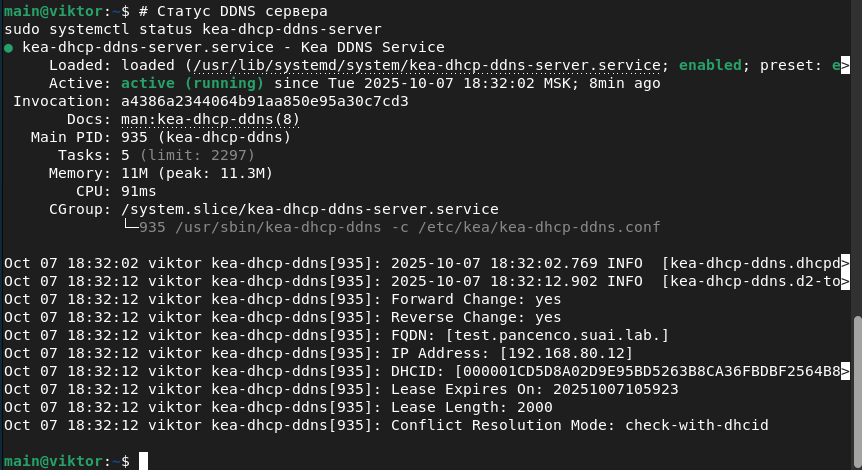 main@viktor:~$ # Статус DDNS сервера
sudo systemctl status kea-dhcp-ddns-server
● kea-dhcp-ddns-server.service - Kea DDNS Service
Loaded: loaded (/usr/lib/systemd/system/kea-dhcp-ddns-server.service; enabled; preset: e>
Active: active (running) since Tue 2025-10-07 18:32:02 MSK; 8min ago
Invocation: a4386a2344064b91aa850e95a30c7cd3
Docs: man:kea-dhcp-ddns(8)
Main PID: 935 (kea-dhcp-ddns)
Tasks: 5 (limit: 2297)
Memory: 11M (peak: 11.3M)
CPU: 91ms
CGroup: /system.slice/kea-dhcp-ddns-server.service
└─935 /usr/sbin/kea-dhcp-ddns -c /etc/kea/kea-dhcp-ddns.conf
Oct 07 18:32:02 viktor kea-dhcp-ddns[935]: 2025-10-07 18:32:02.769 INFO  [kea-dhcp-ddns.dhcpd>
Oct 07 18:32:12 viktor kea-dhcp-ddns[935]: 2025-10-07 18:32:12.902 INFO  [kea-dhcp-ddns.d2-to>
Oct 07 18:32:12 viktor kea-dhcp-ddns[935]: Forward Change: yes
Oct 07 18:32:12 viktor kea-dhcp-ddns[935]: Reverse Change: yes
Oct 07 18:32:12 viktor kea-dhcp-ddns[935]: FQDN: [test.pancenco.suai.lab.]
Oct 07 18:32:12 viktor kea-dhcp-ddns[935]: IP Address: [192.168.80.12]
Oct 07 18:32:12 viktor kea-dhcp-ddns[935]: DHCID: [000001CD5D8A02D9E95BD5263B8CA36FBDBF2564B8>
Oct 07 18:32:12 viktor kea-dhcp-ddns[935]: Lease Expires On: 20251007105923
Oct 07 18:32:12 viktor kea-dhcp-ddns[935]: Lease Length: 2000
Oct 07 18:32:12 viktor kea-dhcp-ddns[935]: Conflict Resolution Mode: check-with-dhcid
main@viktor:~$